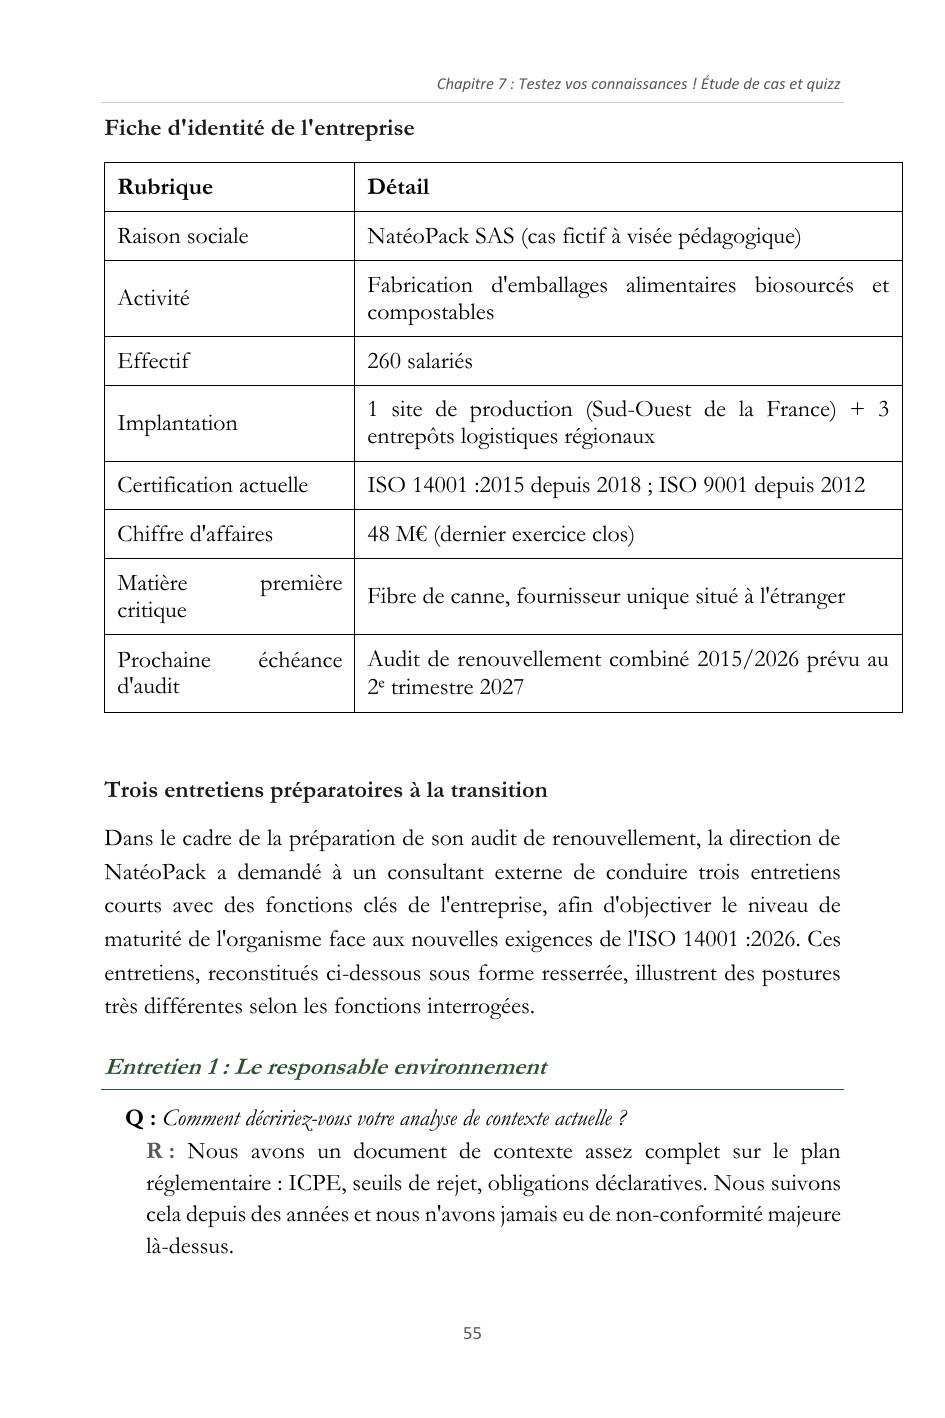 Chapitre 7 : Testez vos connaissances ! Étude de cas et quizz
Fiche d'identité de l'entreprise
Rubrique Détail
Raison sociale NatéoPack SAS (cas fictif à visée pédagogique)
Activité Fabrication d'emballages alimentaires biosourcés et
compostables
Effectif 260 salariés
Implantation 1 site de production (Sud-Ouest de la France) + 3
entrepôts logistiques régionaux
Certification actuelle ISO 14001 :2015 depuis 2018 ; ISO 9001 depuis 2012
Chiffre d'affaires 48 M€ (dernier exercice clos)
Matière première
critique
Fibre de canne, fournisseur unique situé à l'étranger
Prochaine échéance
d'audit
Audit de renouvellement combiné 2015/2026 prévu au
2e trimestre 2027
Trois entretiens préparatoires à la transition
Dans le cadre de la préparation de son audit de renouvellement, la direction de
NatéoPack a demandé à un consultant externe de conduire trois entretiens
courts avec des fonctions clés de l'entreprise, afin d'objectiver le niveau de
maturité de l'organisme face aux nouvelles exigences de l'ISO 14001 :2026. Ces
entretiens, reconstitués ci-dessous sous forme resserrée, illustrent des postures
très différentes selon les fonctions interrogées.
Entretien 1 : Le responsable environnement
Q : Comment décririez-vous votre analyse de contexte actuelle ?
R : Nous avons un document de contexte assez complet sur le plan
réglementaire : ICPE, seuils de rejet, obligations déclaratives. Nous suivons
cela depuis des années et nous n'avons jamais eu de non-conformité majeure
là-dessus.
55